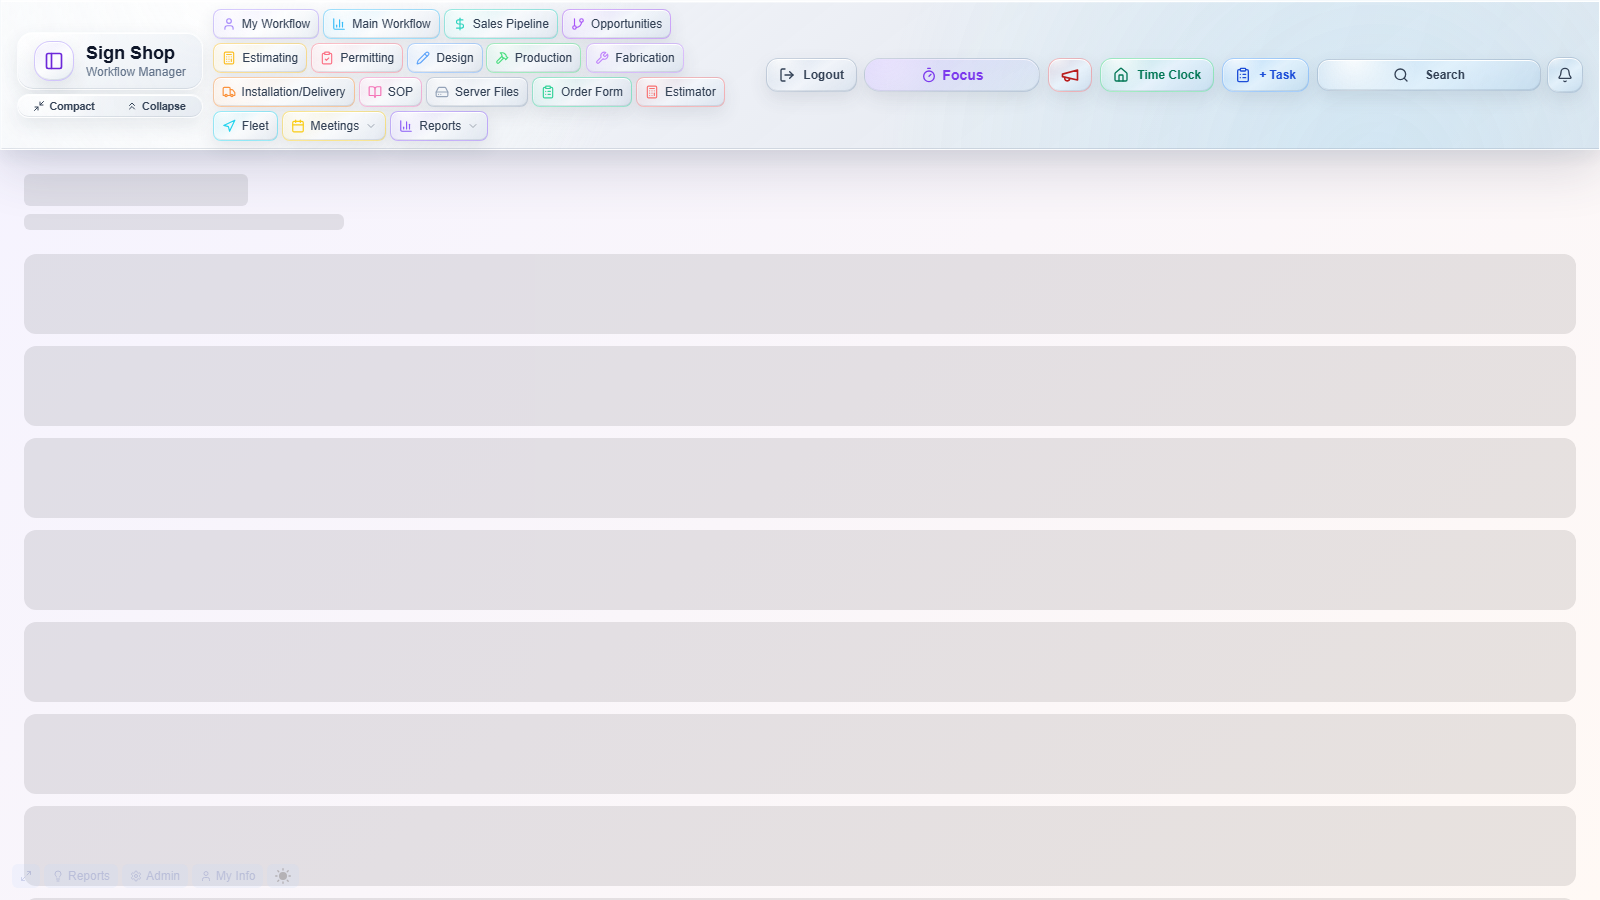 Sign Shop
Workflow Manager
Compact
Collapse
My Workflow
Main Workflow
Sales Pipeline
Opportunities
Estimating
Permitting
Design
Production
Fabrication
Installation/Delivery
SOP
Server Files
Order Form
Estimator
Fleet
Meetings
Reports
Logout
Focus
Time Clock
+ Task
Search
Reports
Admin
My Info